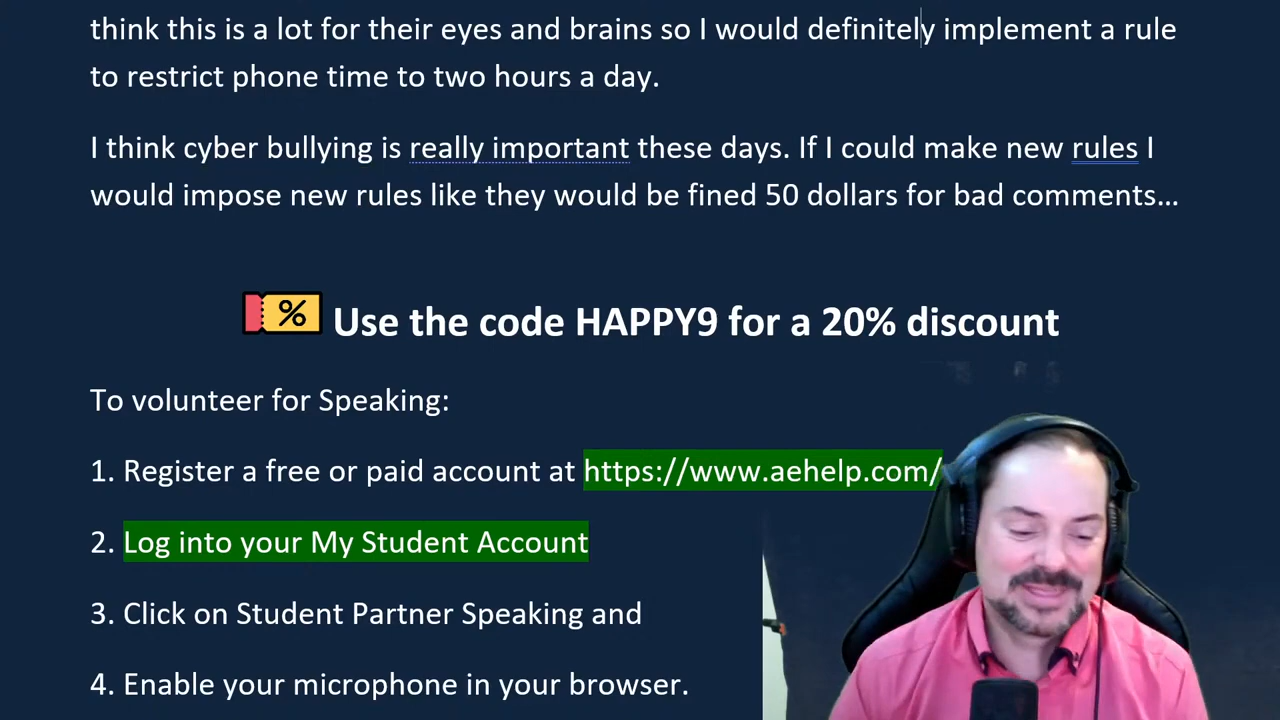 think this is a lot for their eyes and brains so I would definitely implement a rule
to restrict phone time to two hours a day.
I think cyber bullying is really important these days. If I could make new rules I
would impose new rules like they would be fined 50 dollars for bad comments…
% Use the code HAPPY9 for a 20% discount
To volunteer for Speaking:
1. Register a free or paid account at https://www.aehelp.com/
2. Log into your My Student Account
3. Click on Student Partner Speaking and
4. Enable your microphone in your browser.